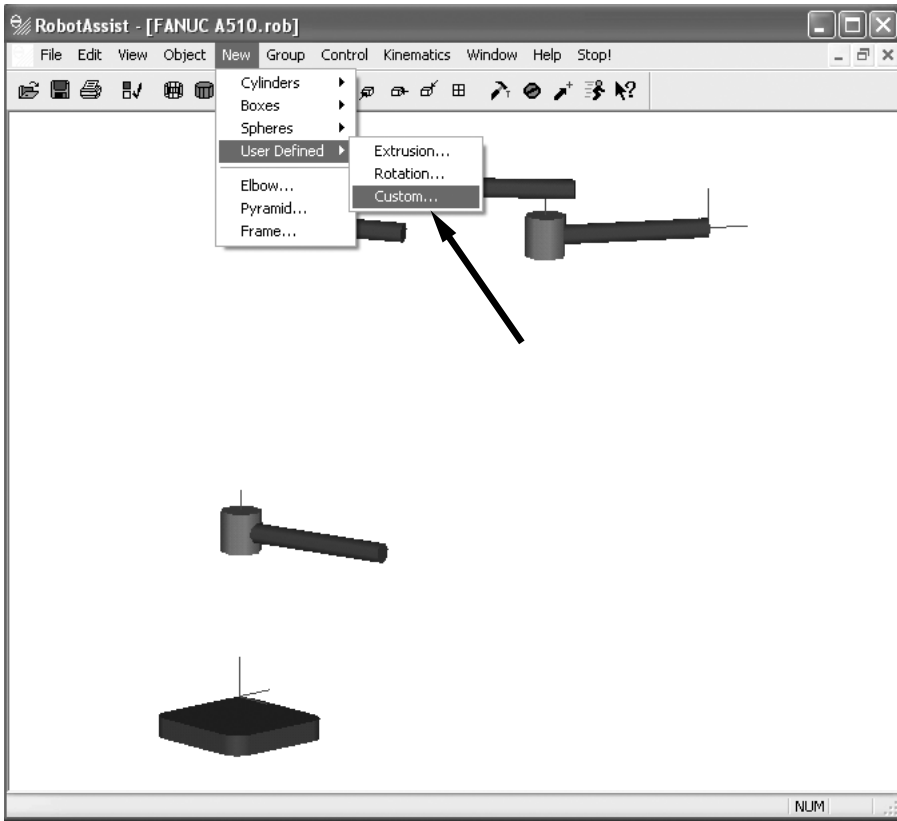 RobotAssist - [FANUC A510.rob]
File Edit View Object New Group Control Kinematics Window Help Stop!
Cylinders
Boxes
Spheres
User Defined
Extrusion...
Rotation...
Custom...
Elbow...
Pyramid...
Frame...
NUM